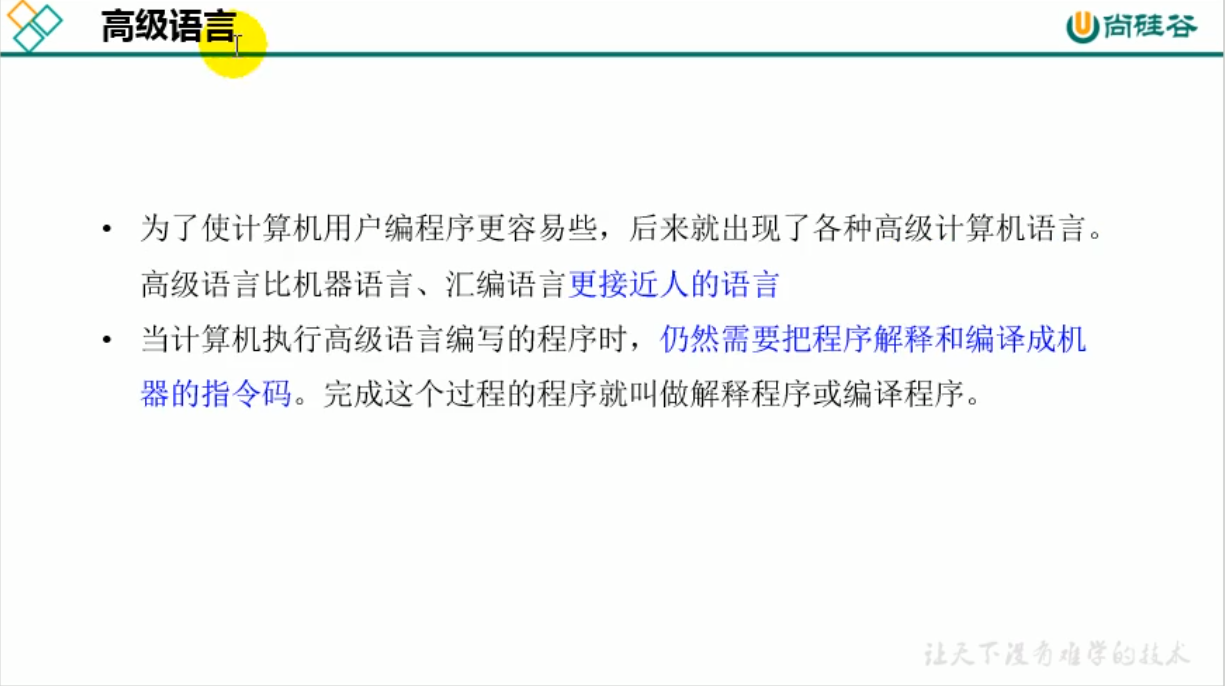 高级语言
尚硅谷
• 为了使计算机用户编程序更容易些，后来就出现了各种高级计算机语言。
高级语言比机器语言、汇编语言更接近人的语言
• 当计算机执行高级语言编写的程序时，仍然需要把程序解释和编译成机
器的指令码。完成这个过程的程序就叫做解释程序或编译程序。
让天下没有难学的技术